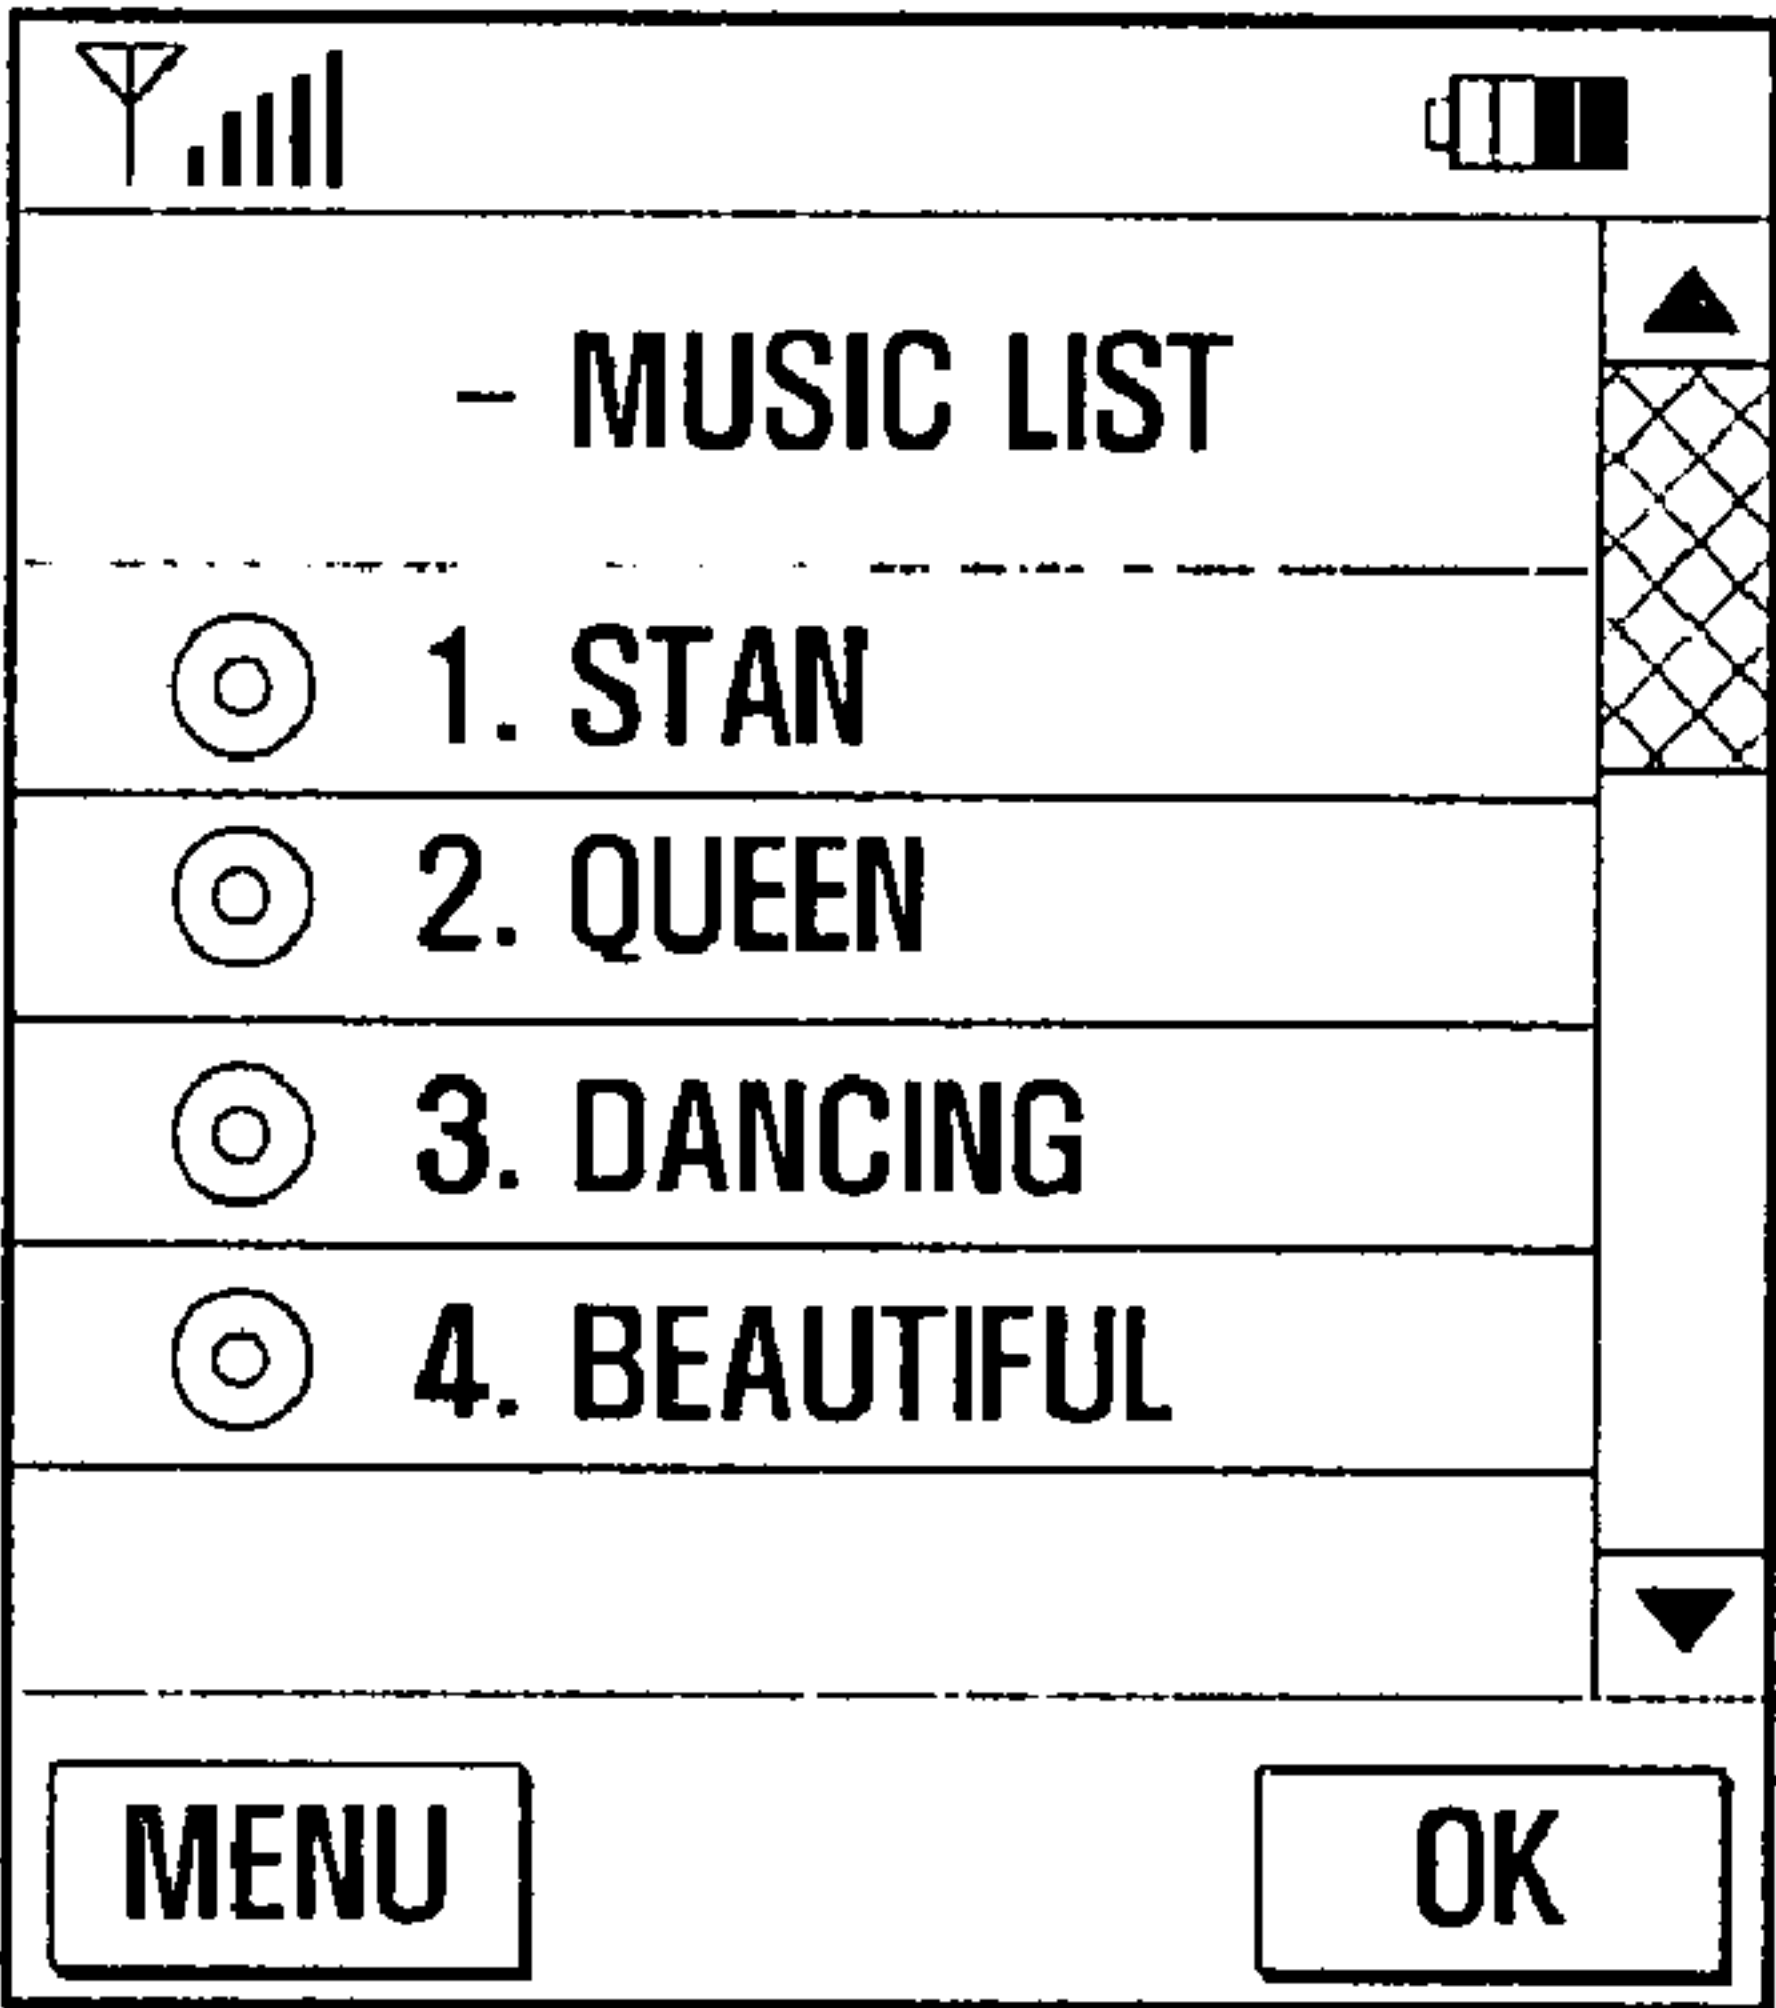 - MUSIC LIST
1. STAN
2. QUEEN
3. DANCING
4. BEAUTIFUL
MENU
OK